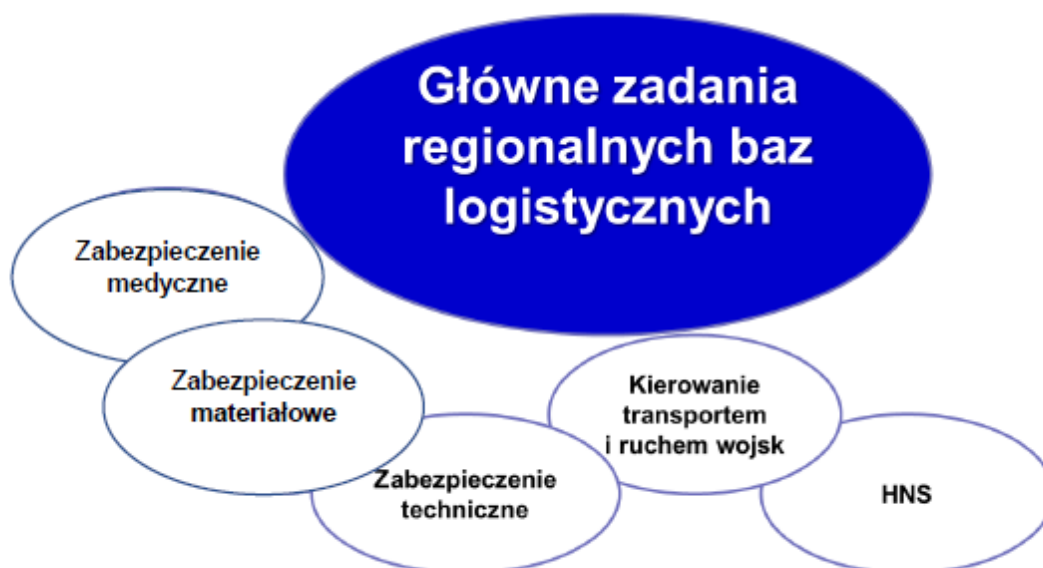 Główne zadania
regionalnych baz
logistycznych
Zabezpieczenie
medyczne
Zabezpieczenie
materiałowe
Zabezpieczenie
techniczne
Kierowanie
transportem
i ruchem wojsk
HNS